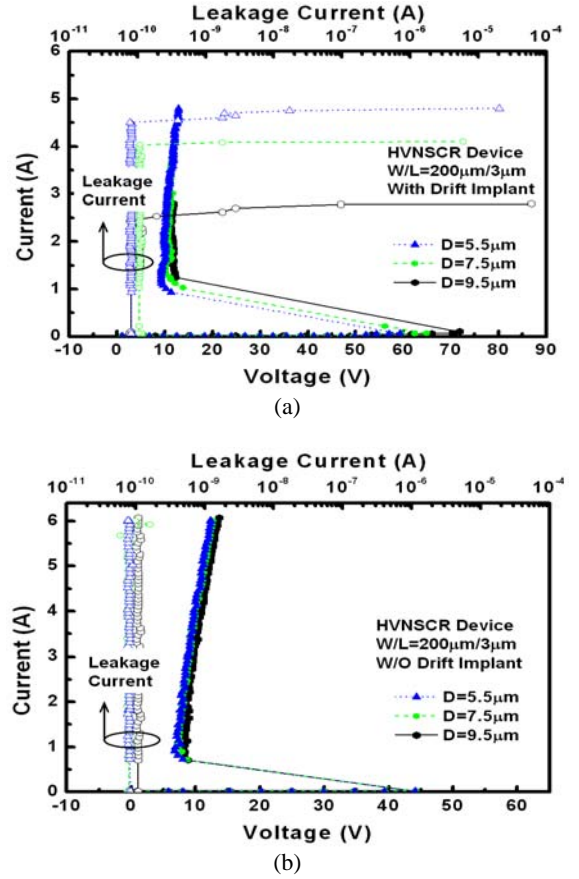 Leakage Current (A)
10^-11 10^-10 10^-9 10^-8 10^-7 10^-6 10^-5 10^-4
6
5
4
3
2
1
0
Current (A)
Leakage
Current
HVNSCR Device
W/L=200μm/3μm
With Drift Implant
D=5.5μm
D=7.5μm
D=9.5μm
-10 0 10 20 30 40 50 60 70 80 90
Voltage (V)
(a)
Leakage Current (A)
10^-11 10^-10 10^-9 10^-8 10^-7 10^-6 10^-5 10^-4
6
5
4
3
2
1
0
Current (A)
Leakage
Current
HVNSCR Device
W/L=200μm/3μm
W/O Drift Implant
D=5.5μm
D=7.5μm
D=9.5μm
-10 0 10 20 30 40 50 60
Voltage (V)
(b)